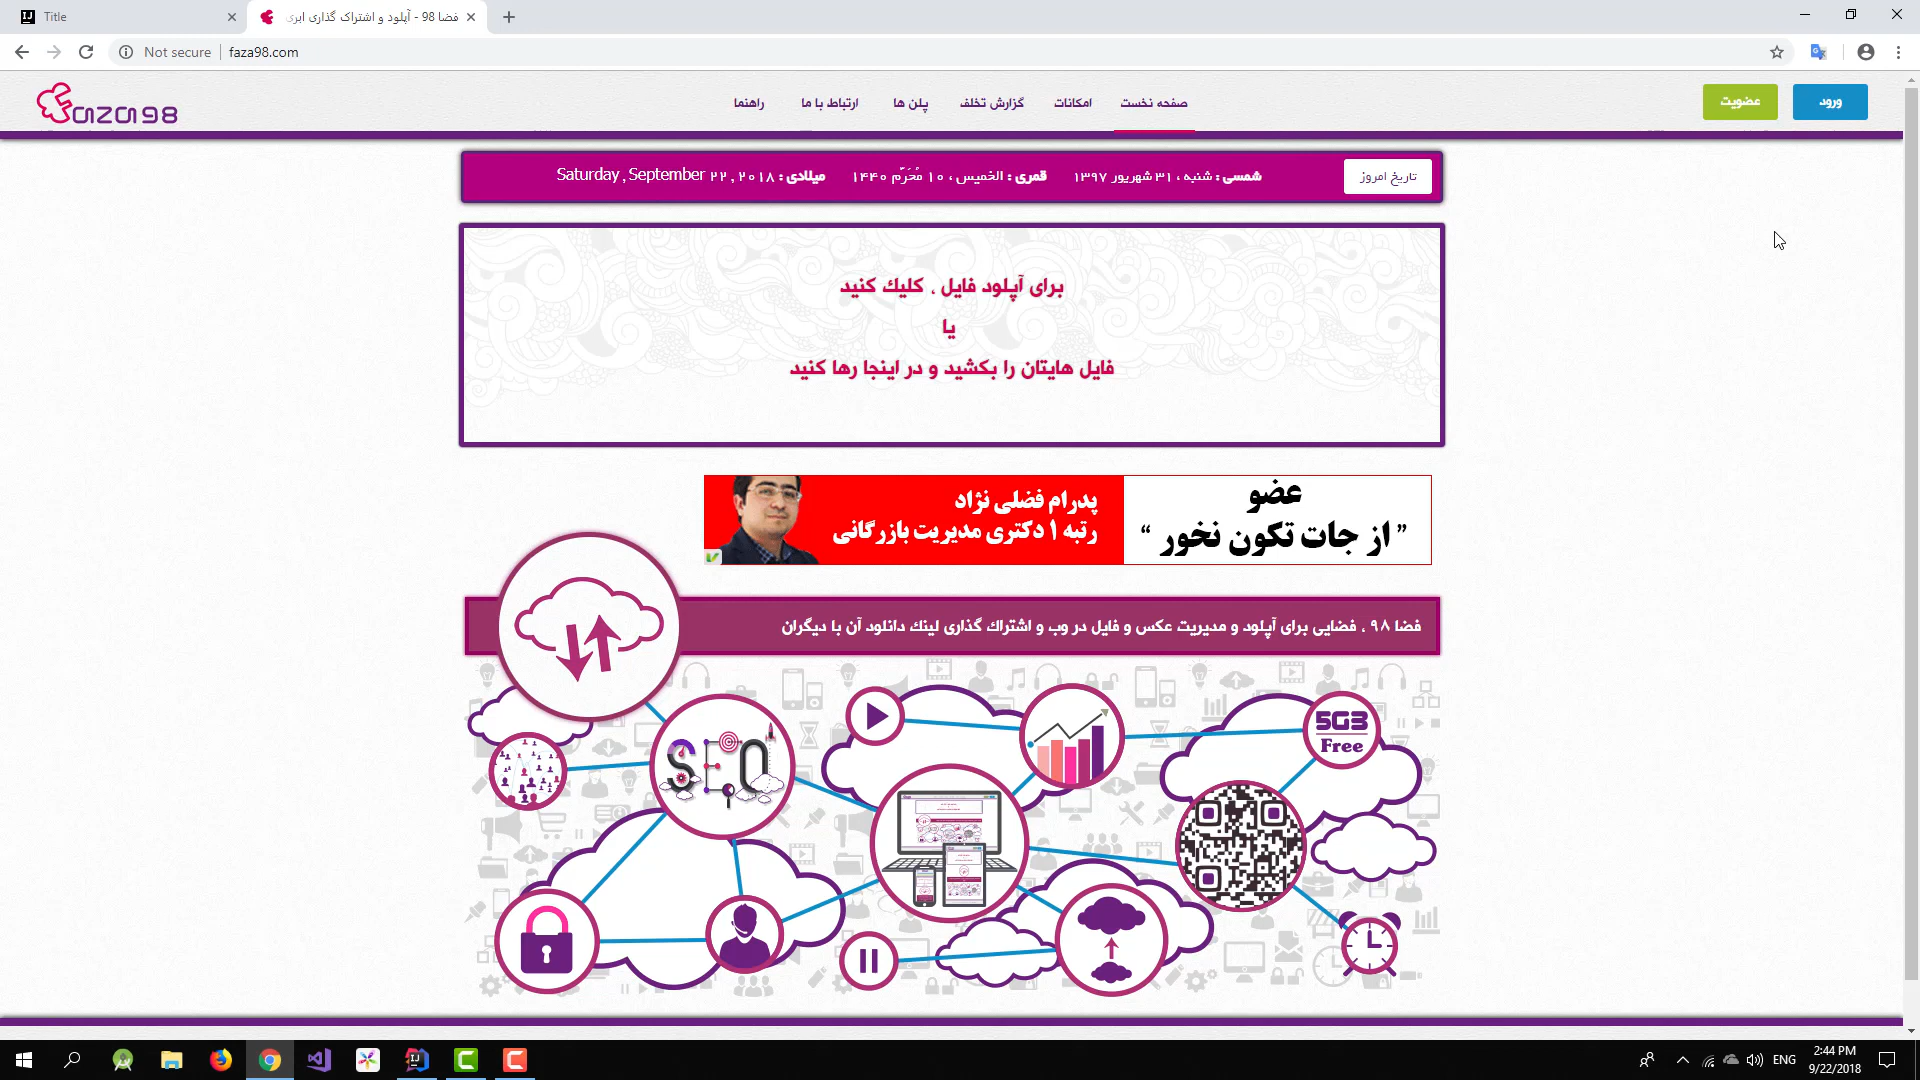 Title
فضا 98 - آپلود و اشتراک گذاری ابری
Not secure
faza98.com
Faza98
صفحه نخست
امکانات
گزارش تخلف
پلن ها
ارتباط با ما
راهنما
عضویت
ورود
تاریخ امروز
شمسی : شنبه ، ۳۱ شهریور ۱۳۹۷
قمری : الخمیس ، ۱۰ مُحَرَّم ۱۴۴۰
میلادی : Saturday , September ۲۲ , ۲۰۱۸
برای آپلود فایل ، کلیک کنید
یا
فایل هایتان را بکشید و در اینجا رها کنید
پدرام فضلی نژاد
رتبه ۱ دکتری مدیریت بازرگانی
عضو
” از جات تکون نخور “
فضا ۹۸ ، فضایی برای آپلود و مدیریت عکس و فایل در وب و اشتراک گذاری لینک دانلود آن با دیگران
SEO
5GB
Free
ENG
2:44 PM
9/22/2018